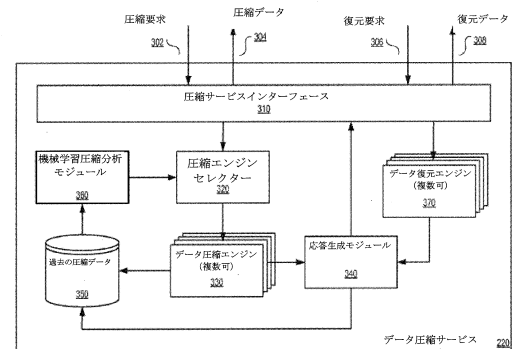 圧縮要求
302
圧縮データ
304
復元要求
306
復元データ
308
圧縮サービスインターフェース
310
機械学習圧縮分析
モジュール
360
圧縮エンジン
セレクター
320
データ復元エンジン
(複数可)
370
過去の圧縮データ
350
データ圧縮エンジン
(複数可)
330
応答生成モジュール
340
データ圧縮サービス 220